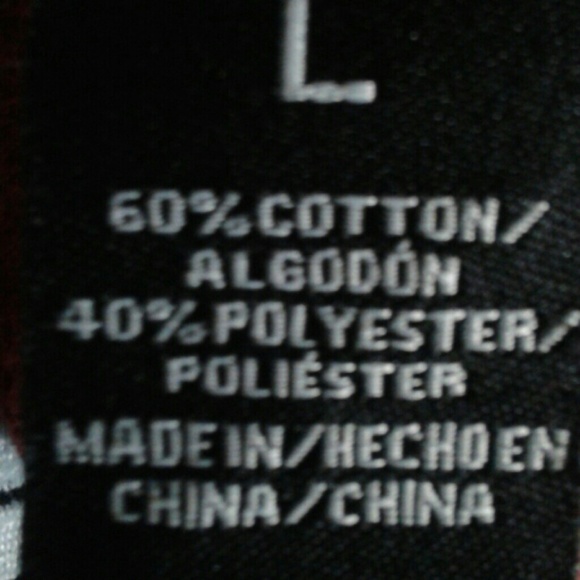 L
60%COTTON/
ALGODÓN
40%POLYESTER/
POLIÉSTER
MADE IN/HECHO EN
CHINA/CHINA